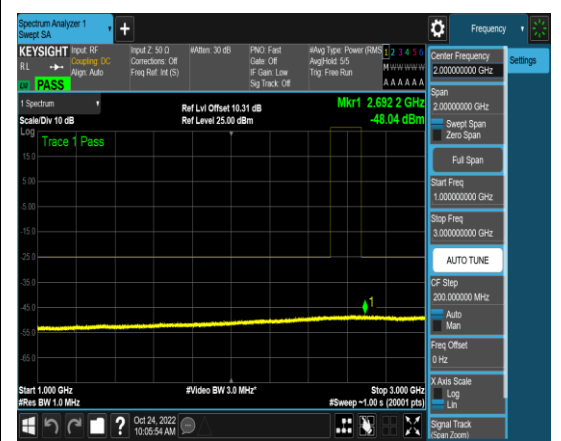 Spectrum Analyzer 1
Swept SA
+
Frequency
KEYSIGHT
Input: RF
Input Z: 50 Ω
#Atten: 30 dB
PNO: Fast
#Avg Type: Power (RMS
1 2 3 4 5 6
RL
Coupling: DC
Corrections: Off
Gate: Off
Avg|Hold: 5/5
M W W W W W
Align: Auto
Freq Ref: Int (S)
IF Gain: Low
Trig: Free Run
Sig Track: Off
A A A A A A
PASS
1 Spectrum
Ref Lvl Offset 10.31 dB
Mkr1 2.692 2 GHz
Scale/Div 10 dB
Ref Level 25.00 dBm
-48.04 dBm
Log
Trace 1 Pass
15.0
5.00
-5.00
-15.0
-25.0
-35.0
-45.0
-55.0
-65.0
1
Start 1.000 GHz
#Video BW 3.0 MHz*
Stop 3.000 GHz
#Res BW 1.0 MHz
#Sweep ~1.00 s (20001 pts)
?
Oct 24, 2022
10:05:54 AM
Center Frequency
2.000000000 GHz
Settings
Span
2.00000000 GHz
Swept Span
Zero Span
Full Span
Start Freq
1.000000000 GHz
Stop Freq
3.000000000 GHz
AUTO TUNE
CF Step
200.000000 MHz
Auto
Man
Freq Offset
0 Hz
X Axis Scale
Log
Lin
Signal Track
(Span Zoom)